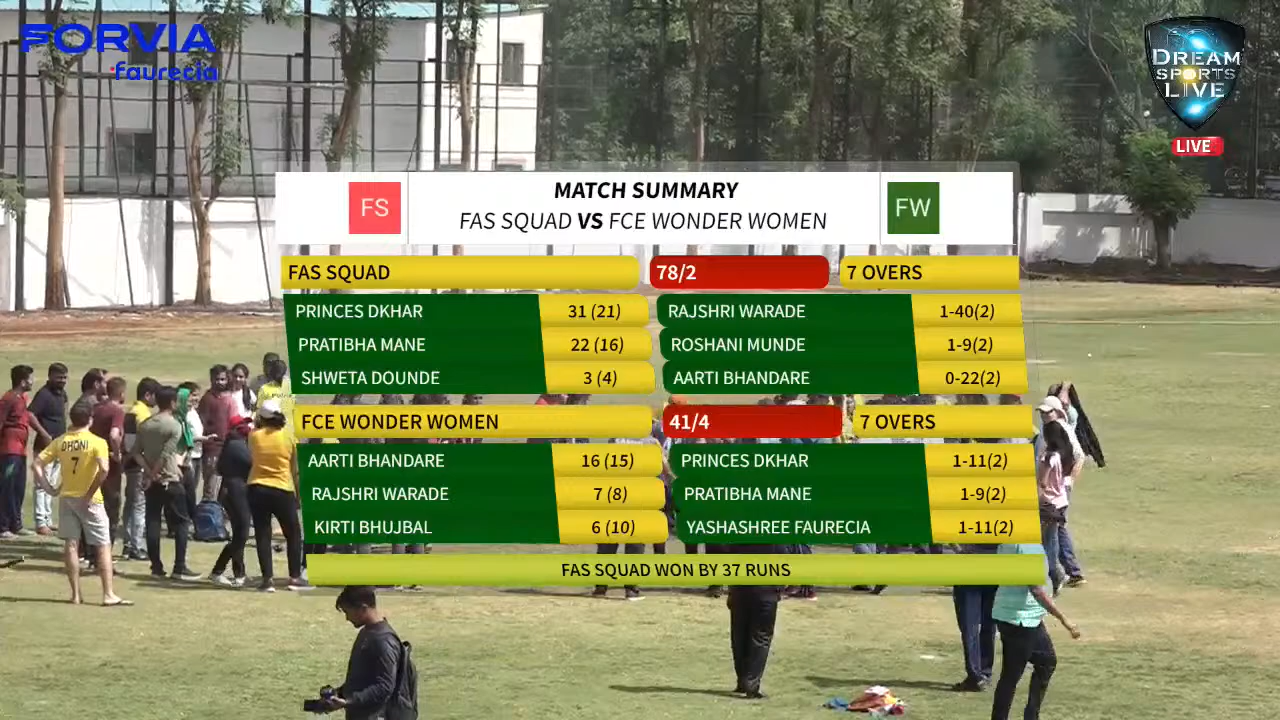 FORVIA
faurecia
DREAM
SPORTS
LIVE
LIVE
FS
MATCH SUMMARY
FAS SQUAD VS FCE WONDER WOMEN
FW
FAS SQUAD 78/2 7 OVERS
PRINCES DKHAR 31 (21) RAJSHRI WARADE 1-40(2)
PRATIBHA MANE 22 (16) ROSHANI MUNDE 1-9(2)
SHWETA DOUNDE 3 (4) AARTI BHANDARE 0-22(2)
FCE WONDER WOMEN 41/4 7 OVERS
AARTI BHANDARE 16 (15) PRINCES DKHAR 1-11(2)
RAJSHRI WARADE 7 (8) PRATIBHA MANE 1-9(2)
KIRTI BHUJBAL 6 (10) YASHASHREE FAURECIA 1-11(2)
FAS SQUAD WON BY 37 RUNS
DHONI
7